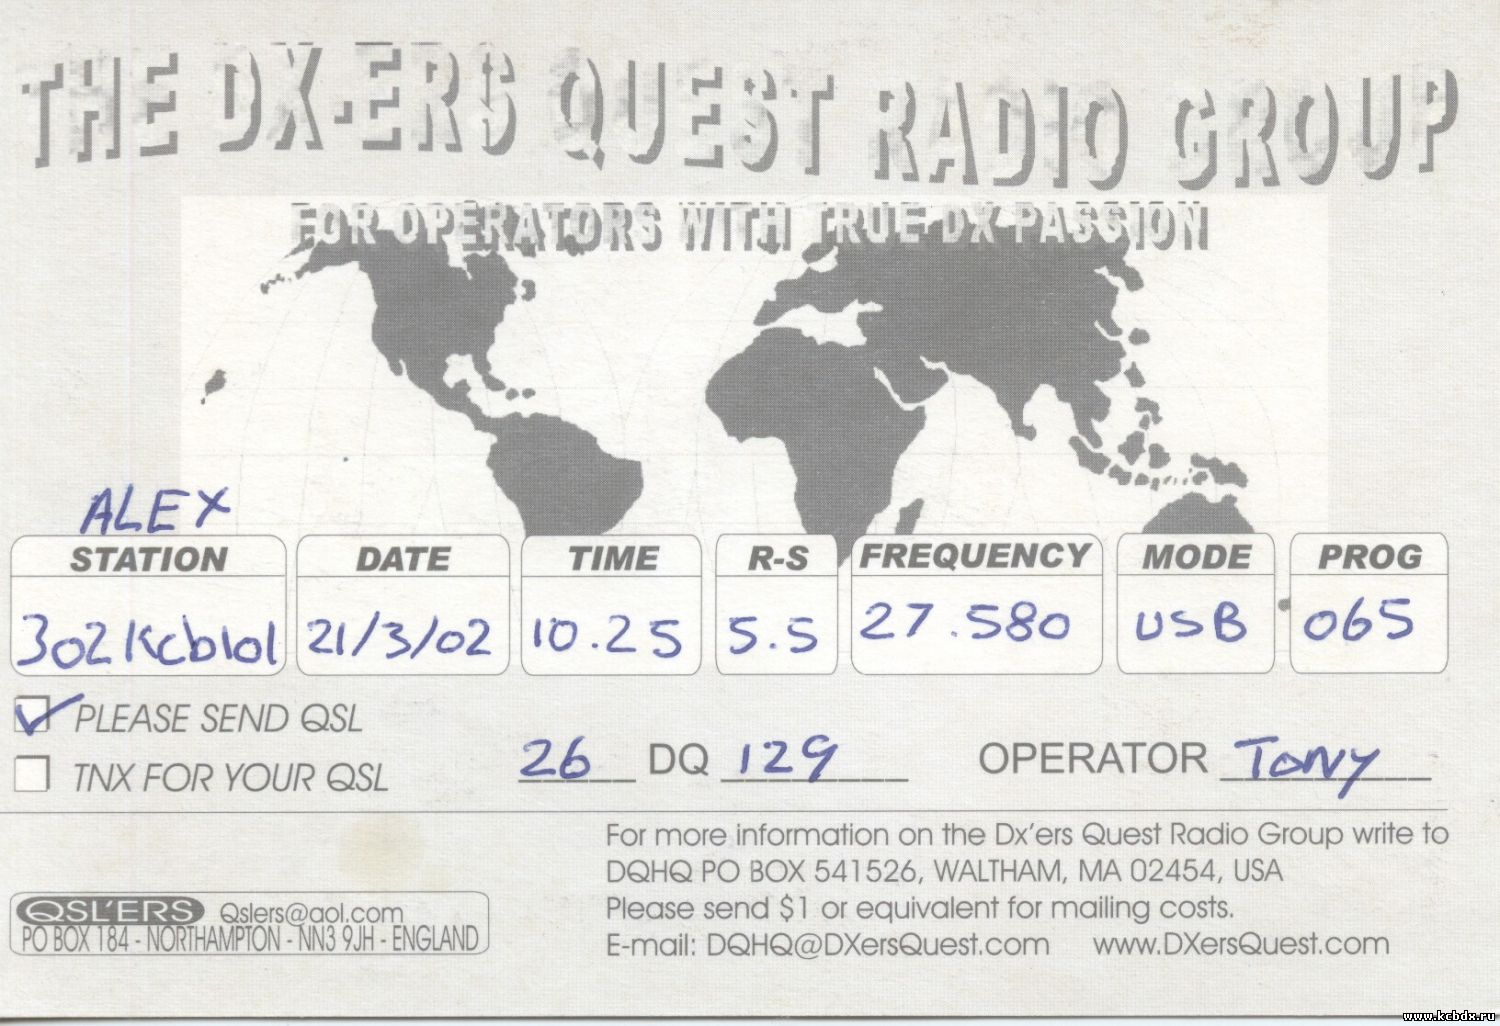 THE DX-ERS QUEST RADIO GROUP
FOR OPERATORS WITH TRUE DX PASSION
ALEX
STATION DATE TIME R-S FREQUENCY MODE PROG
302Kcb101 21/3/02 10.25 5.5 27.580 USB 065
PLEASE SEND QSL
TNX FOR YOUR QSL
26 DQ 129 OPERATOR Tony
For more information on the Dx'ers Quest Radio Group write to
DQHQ PO BOX 541526, WALTHAM, MA 02454, USA
Please send $1 or equivalent for mailing costs.
E-mail: DQHQ@DXersQuest.com www.DXersQuest.com
QSL'ERS Qslers@aol.com
PO BOX 184 - NORTHAMPTON - NN3 9JH - ENGLAND
www.kcbdx.ru